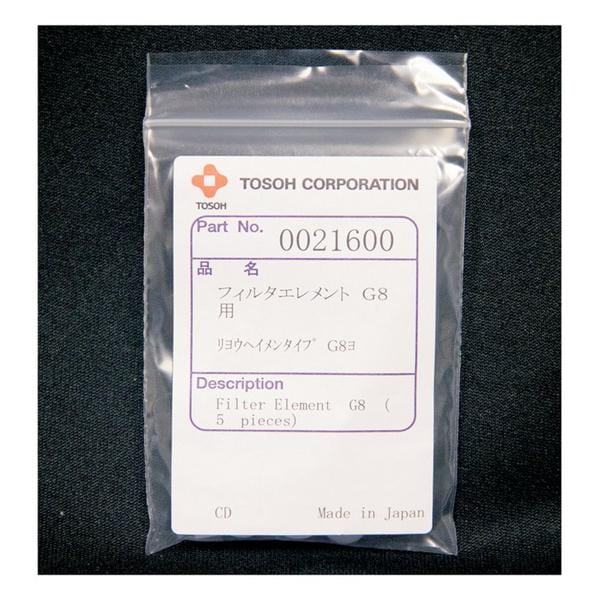 TOSOH CORPORATION
TOSOH
Part No. 0021600
品 名
フィルタエレメント G8
用
ﾘﾖｳヘイﾒﾝﾀｲﾌﾟ G8ﾖ
Description
Filter Element G8 (
5 pieces)
CD Made in Japan